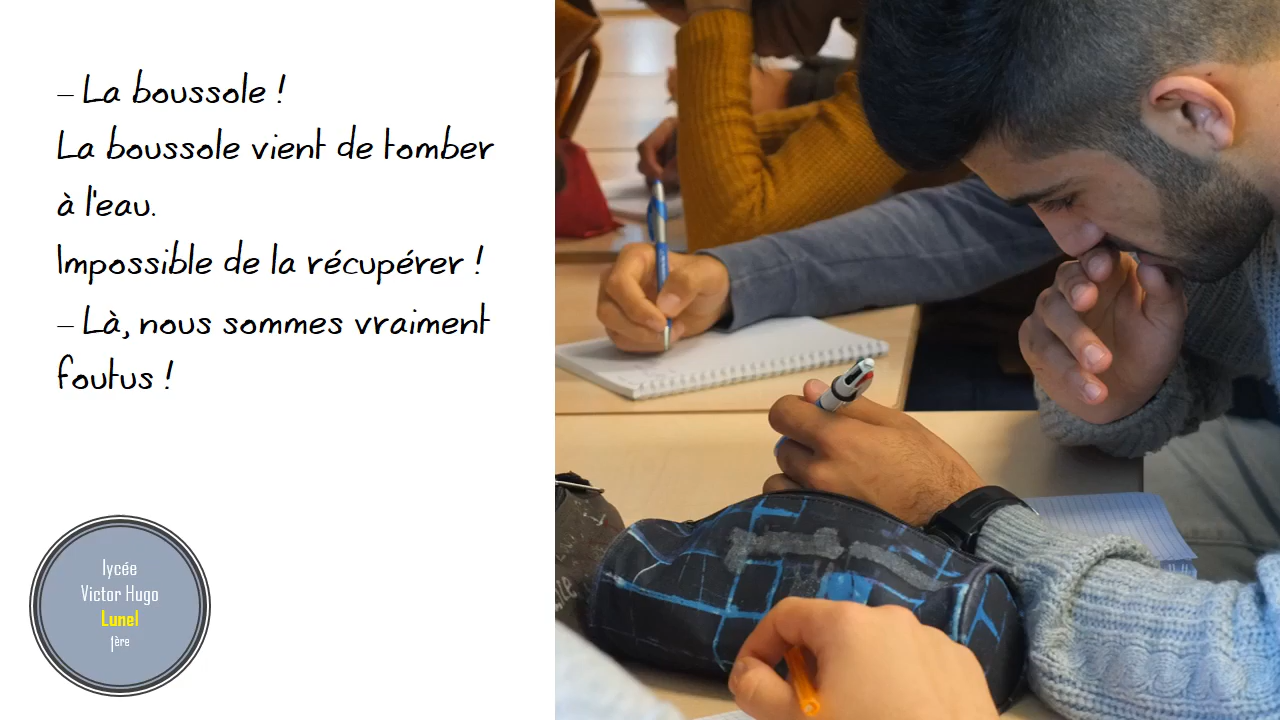 – La boussole !
La boussole vient de tomber
à l'eau.
Impossible de la récupérer !
– Là, nous sommes vraiment
foutus !
lycée
Victor Hugo
Lunel
1ère